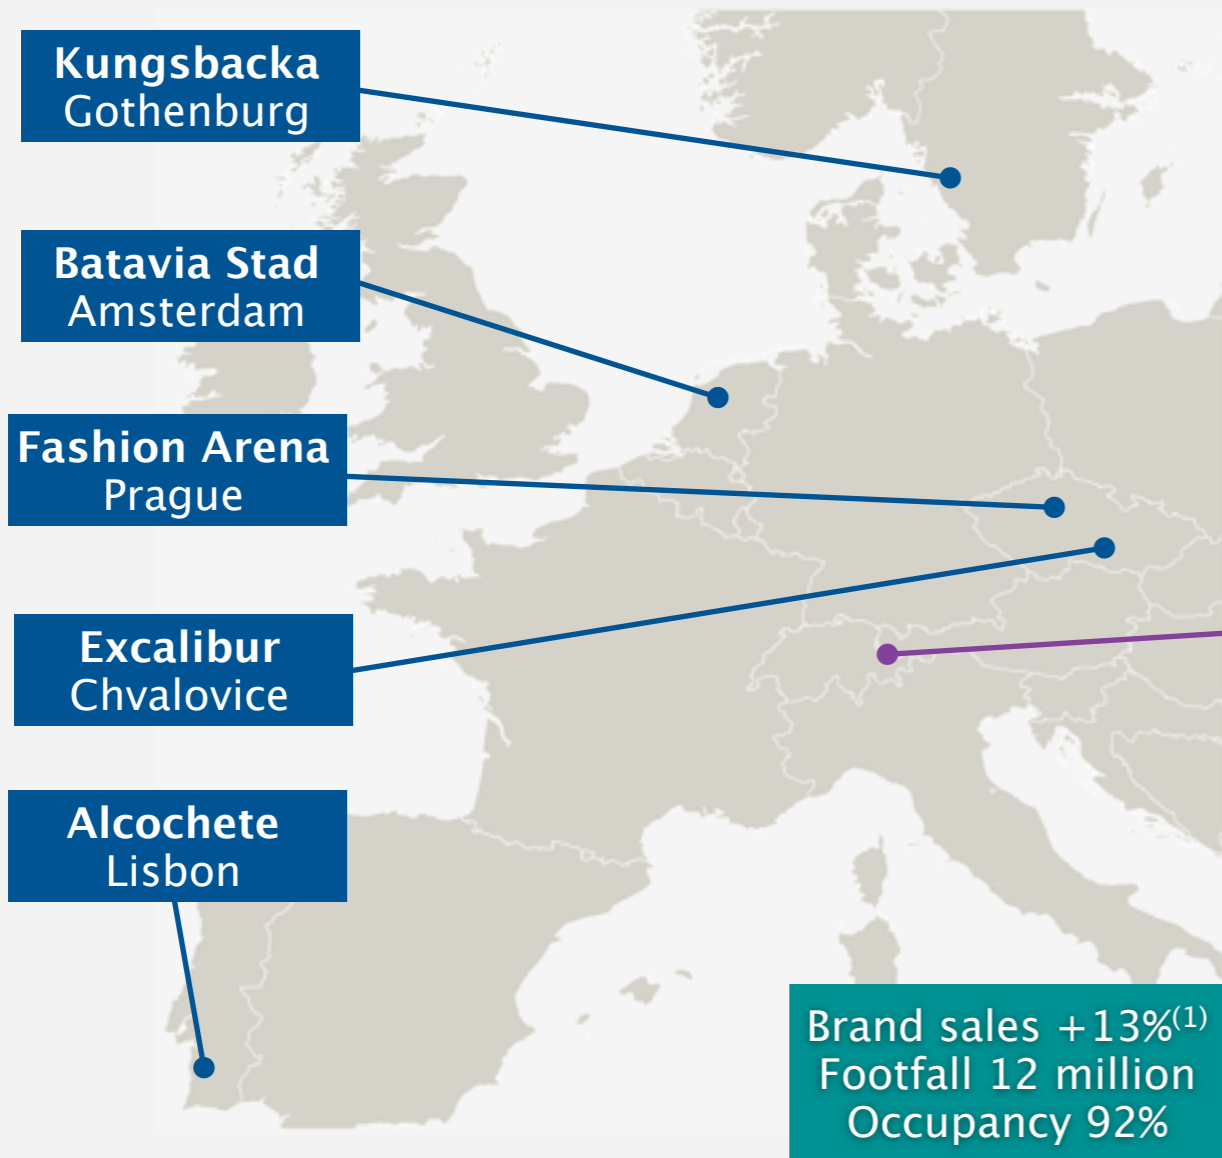 Kungsbacka
Gothenburg
Batavia Stad
Amsterdam
Fashion Arena
Prague
Excalibur
Chvalovice
Alcochete
Lisbon
Brand sales +13%(1)
Footfall 12 million
Occupancy 92%